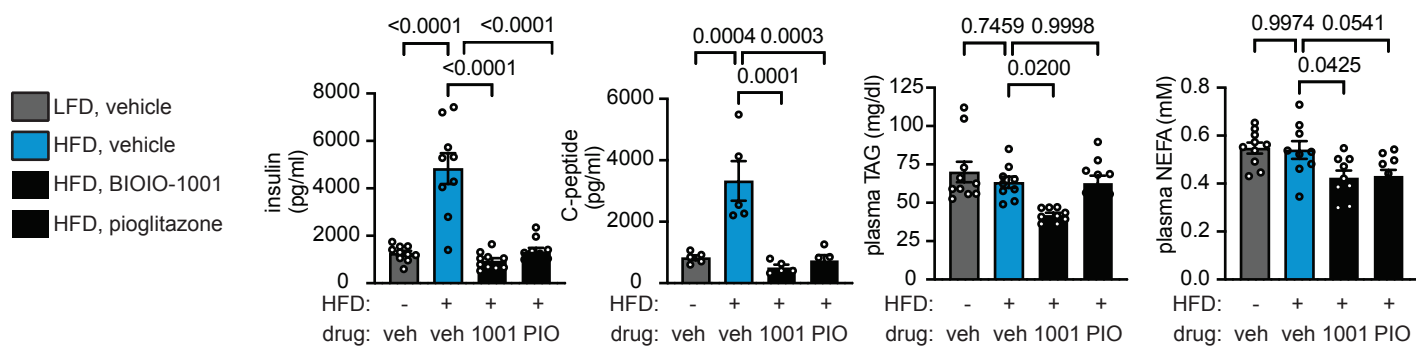 LFD, vehicle
HFD, vehicle
HFD, BIOIO-1001
HFD, pioglitazone
<0.0001 <0.0001
<0.0001
insulin
(pg/ml)
8000
6000
4000
2000
0
HFD: - + + +
drug: veh veh 1001 PIO
0.0004 0.0003
0.0001
C-peptide
(pg/ml)
6000
4000
2000
0
HFD: - + + +
drug: veh veh 1001 PIO
0.7459 0.9998
0.0200
plasma TAG (mg/dl)
125
100
75
50
25
0
HFD: - + + +
drug: veh veh 1001 PIO
0.9974 0.0541
0.0425
plasma NEFA (mM)
0.8
0.6
0.4
0.2
0.0
HFD: - + + +
drug: veh veh 1001 PIO